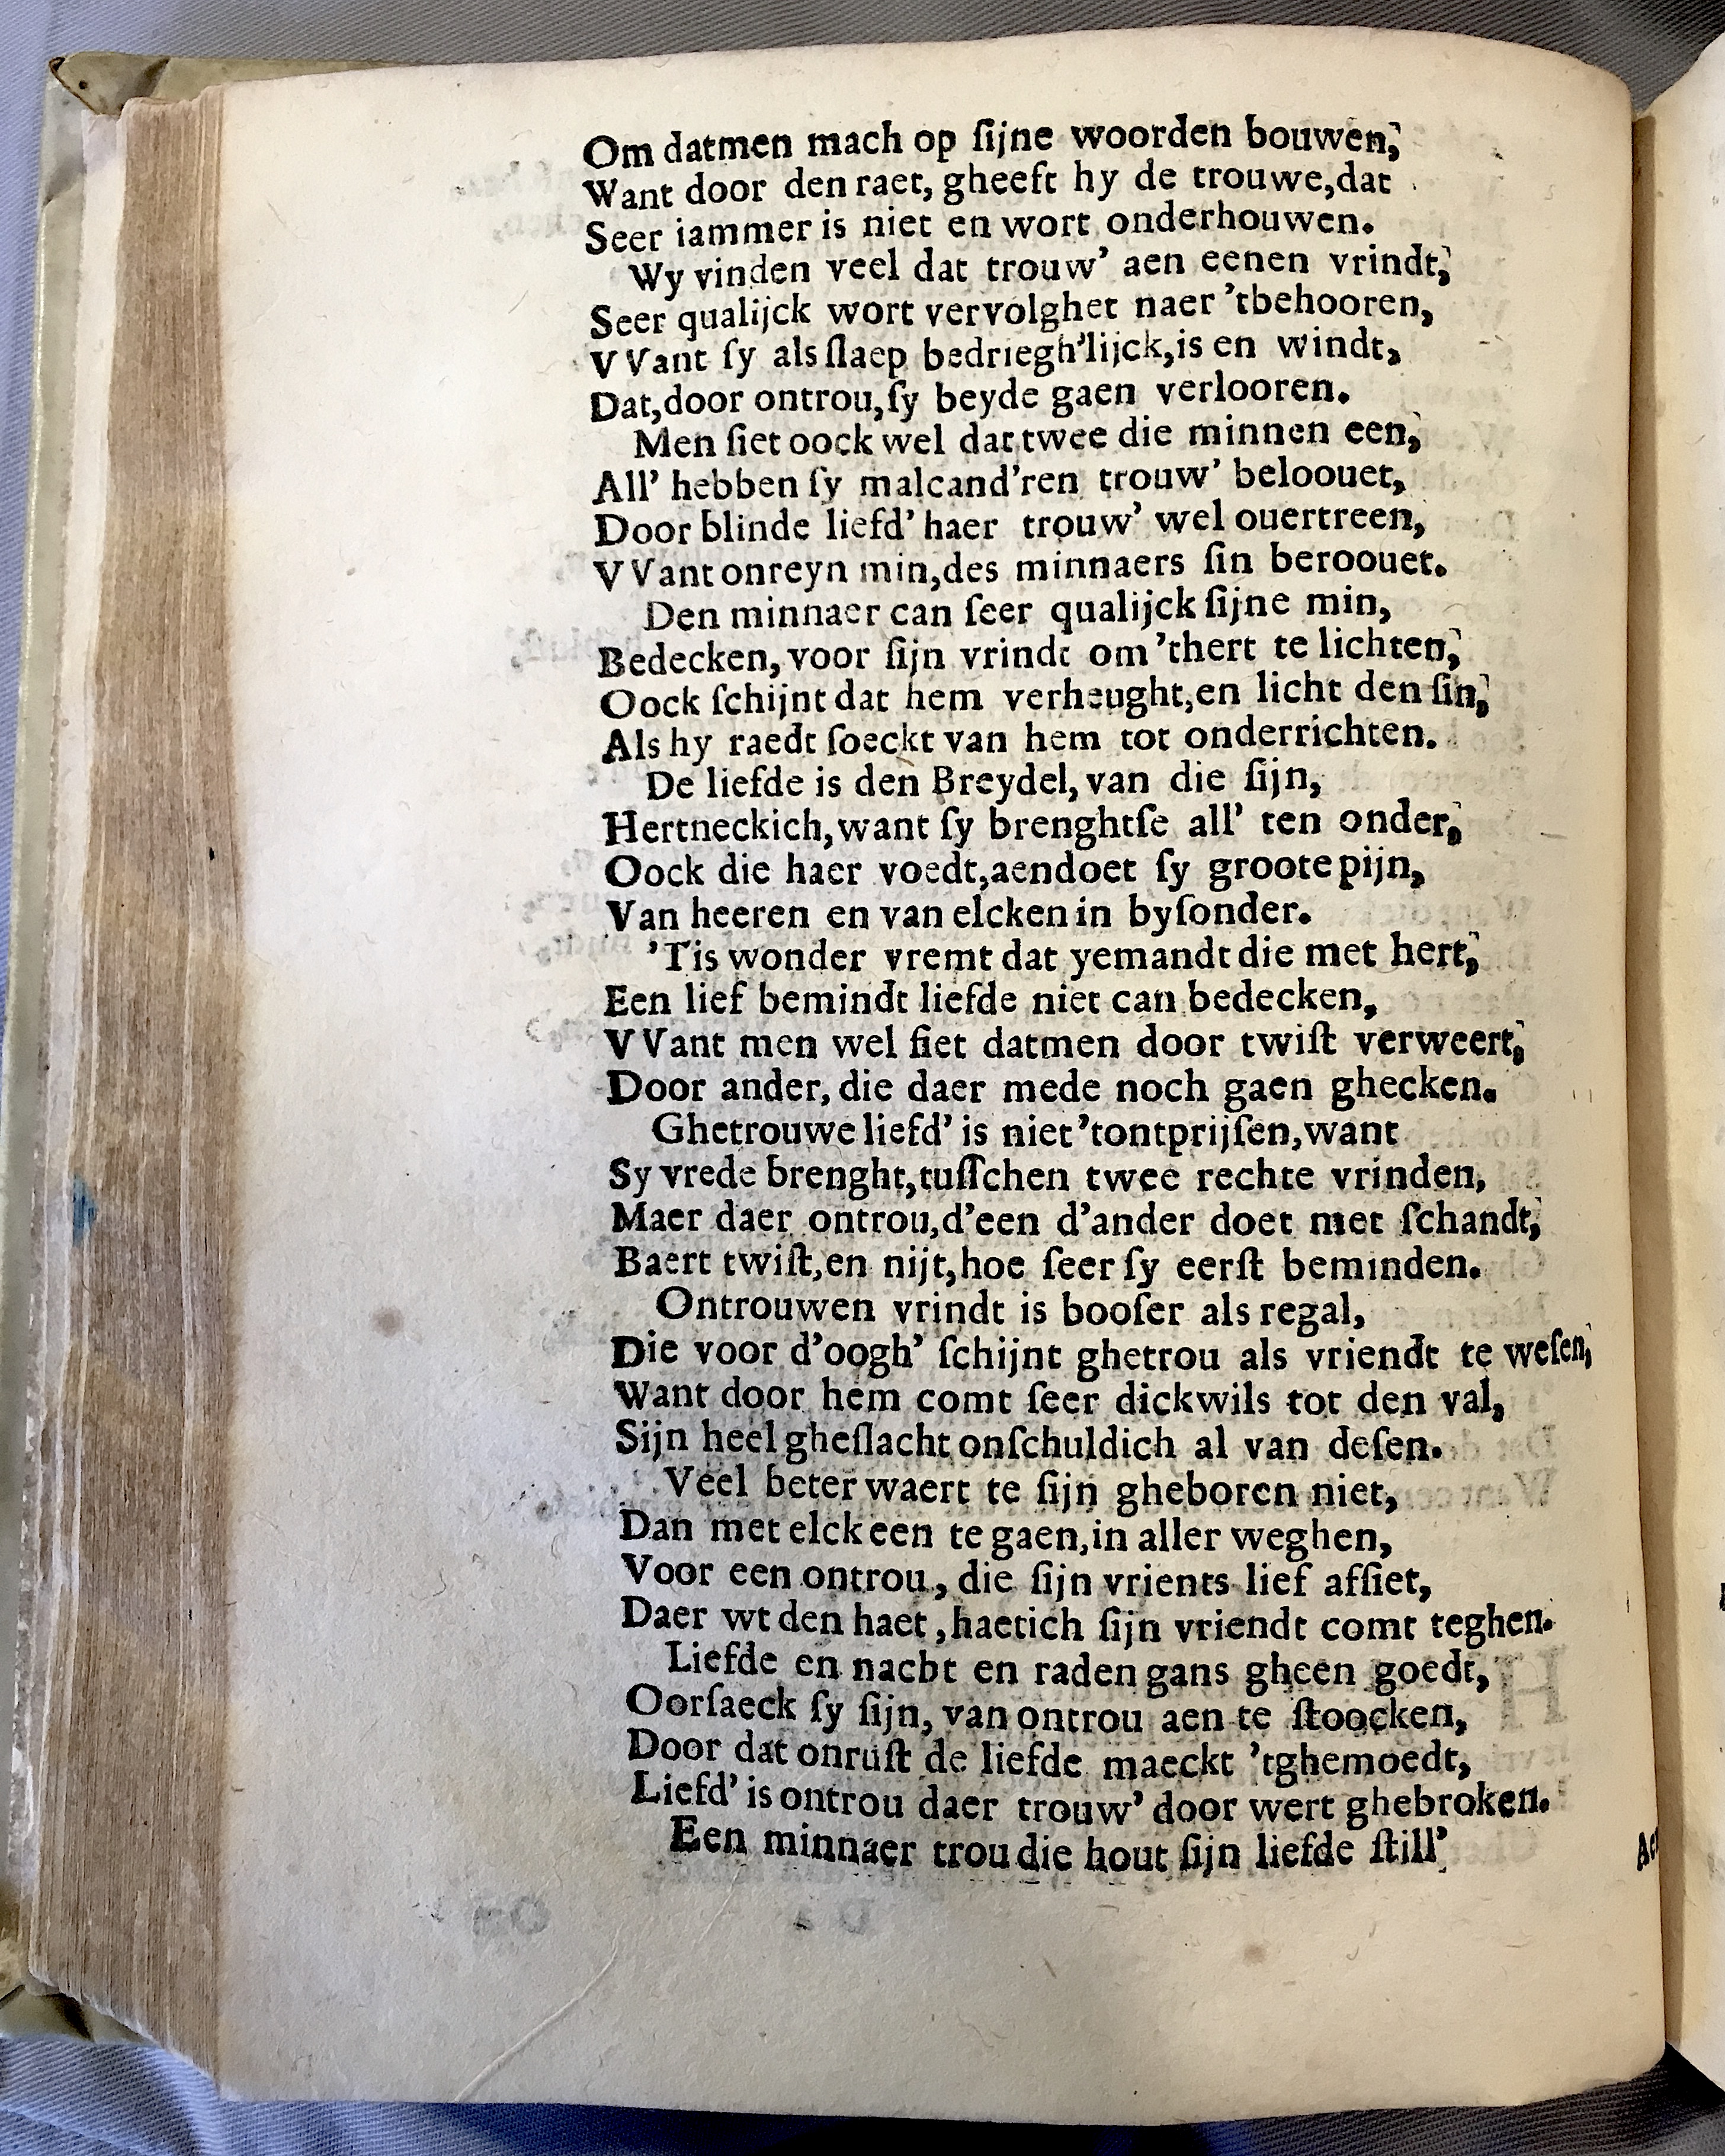 Om datmen mach op ſijne woorden bouwen,
Want door den raet, gheeft hy de trouwe, dat
Seer iammer is niet en wort onderhouwen.
Wy vinden veel dat trouw' aen eenen vrindt,
Seer qualijck wort vervolghet naer 'tbehooren,
VVant ſy als ſlaep bedriegh'lijck, is en windt,
Dat, door ontrou, ſy beyde gaen verlooren.
Men ſiet oock wel dat twee die minnen een,
All' hebben ſy malcand'ren trouw' beloouet,
Door blinde liefd' haer trouw' wel ouertreen,
VVant onreyn min, des minnaers ſin beroouet.
Den minnaer can ſeer qualijck ſijne min,
Bedecken, voor ſijn vrindt om 'thert te lichten,
Oock ſchijnt dat hem verheught, en licht den ſin,
Als hy raedt ſoeckt van hem tot onderrichten.
De liefde is den Breydel, van die ſijn,
Hertneckich, want ſy brenghtſe all' ten onder,
Oock die haer voedt, aendoet ſy groote pijn,
Van heeren en van elcken in byſonder.
'Tis wonder vremt dat yemandt die met hert,
Een lief bemindt liefde niet can bedecken,
VVant men wel ſiet datmen door twiſt verweert,
Door ander, die daer mede noch gaen ghecken.
Ghetrouwe liefd' is niet 'tontprijſen, want
Sy vrede brenght, tuſſchen twee rechte vrinden,
Maer daer ontrou, d'een d'ander doet met ſchandt,
Baert twiſt, en nijt, hoe ſeer ſy eerſt beminden.
Ontrouwen vrindt is booſer als regal,
Die voor d'oogh' ſchijnt ghetrou als vriendt te weſen,
Want door hem comt ſeer dickwils tot den val,
Sijn heel gheſlacht onſchuldich al van deſen.
Veel beter waert te ſijn gheboren niet,
Dan met elck een te gaen, in aller weghen,
Voor een ontrou, die ſijn vrients lief afſiet,
Daer wt den haet, haetich ſijn vriendt comt teghen.
Liefde en nacht en raden gans gheen goedt,
Oorſaeck ſy ſijn, van ontrou aen te ſtoocken,
Door dat onruſt de liefde maeckt 'tghemoedt,
Liefd' is ontrou daer trouw' door wert ghebroken.
Een minnaer trou die hout ſijn liefde ſtill'